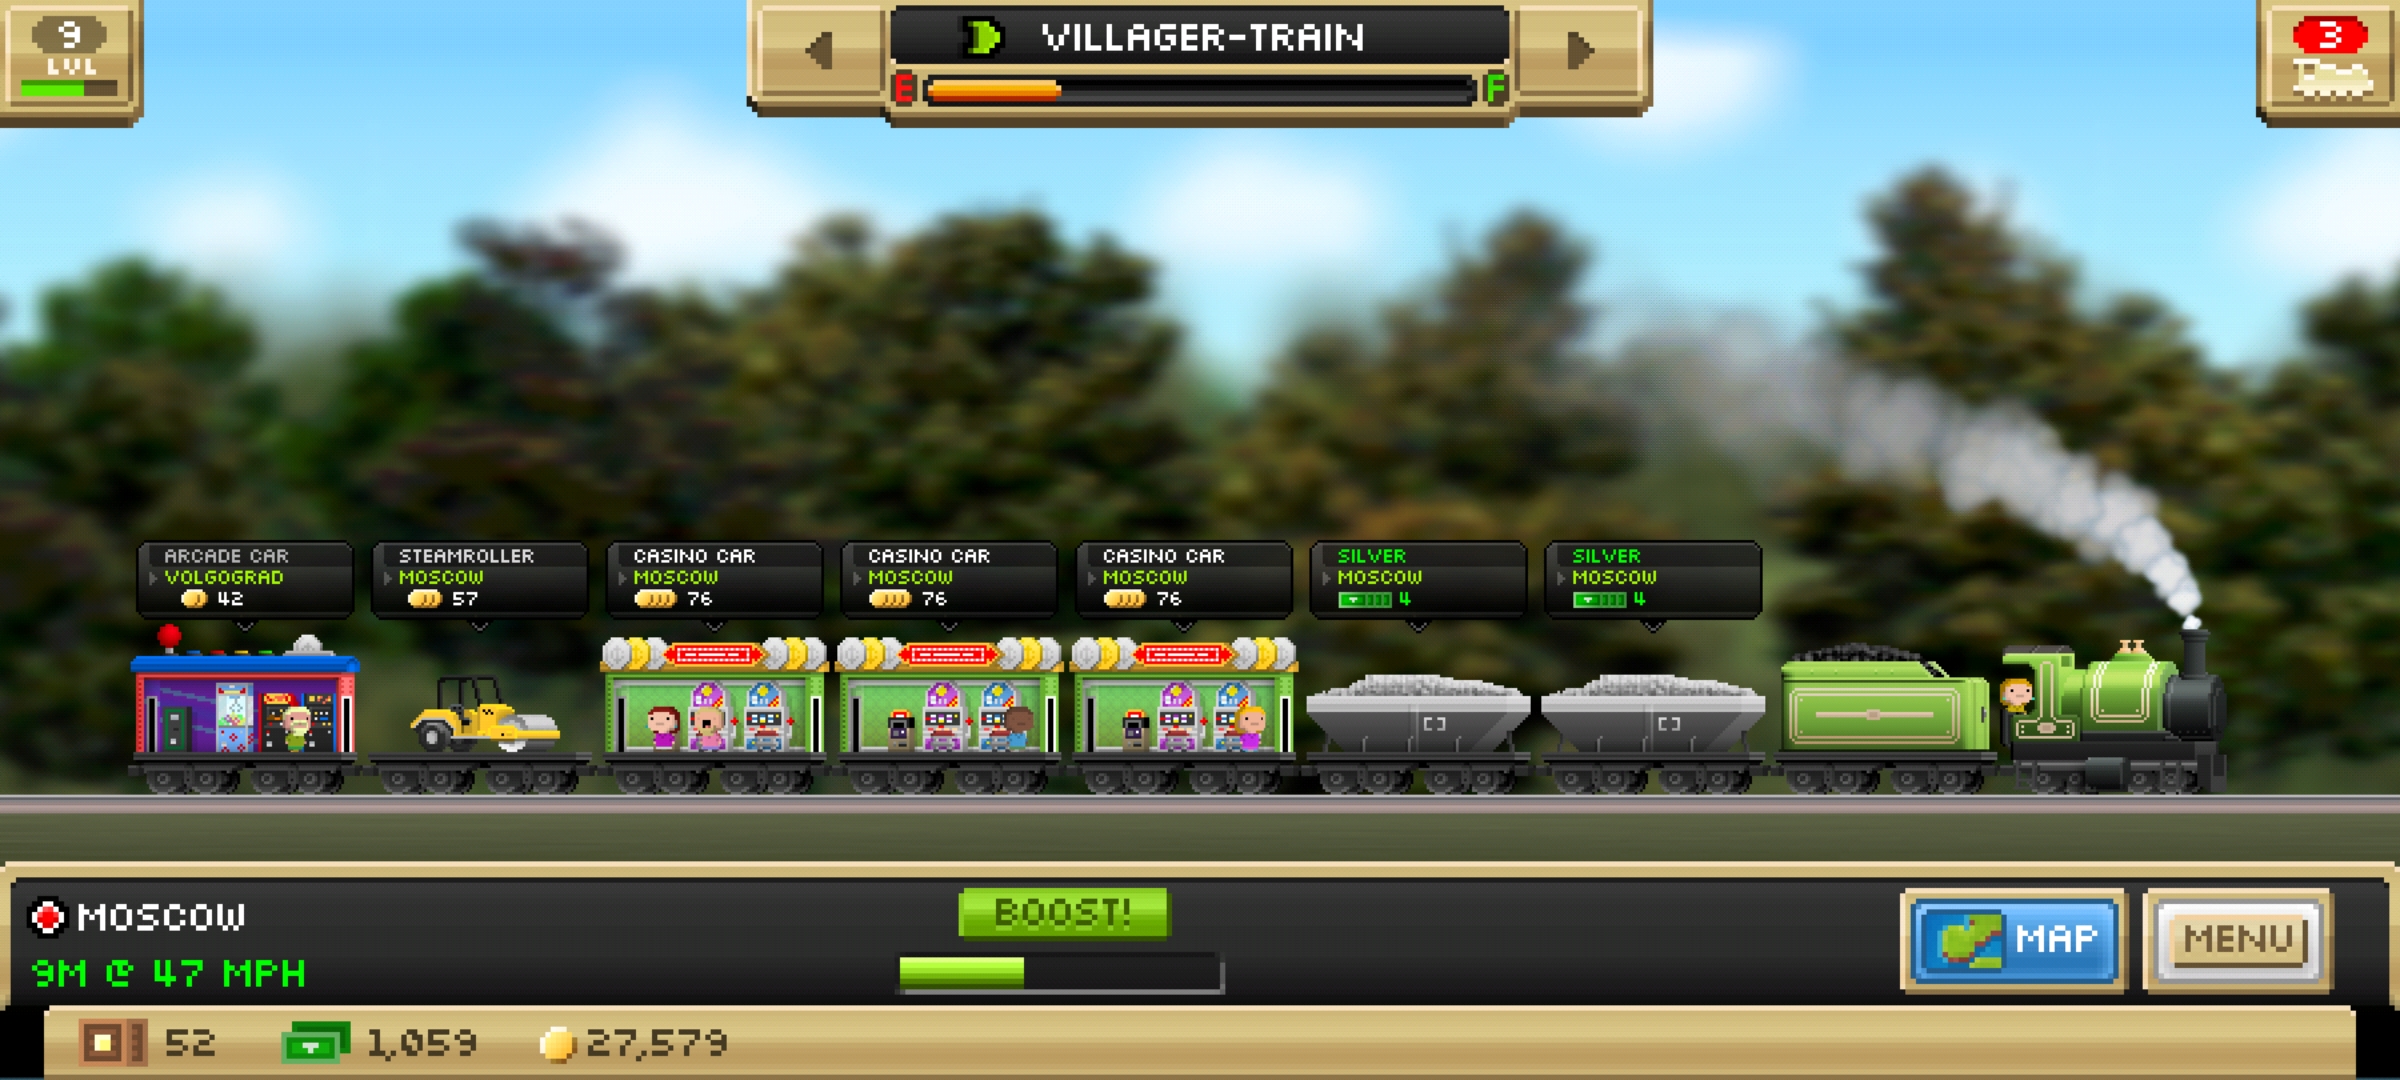 9
LVL
VILLAGER-TRAIN
E
F
3
ARCADE CAR
VOLGOGRAD
42
STEAMROLLER
MOSCOW
57
CASINO CAR
MOSCOW
76
CASINO CAR
MOSCOW
76
CASINO CAR
MOSCOW
76
SILVER
MOSCOW
4
SILVER
MOSCOW
4
MOSCOW
9M @ 47 MPH
BOOST!
MAP
MENU
52
1,059
27,579